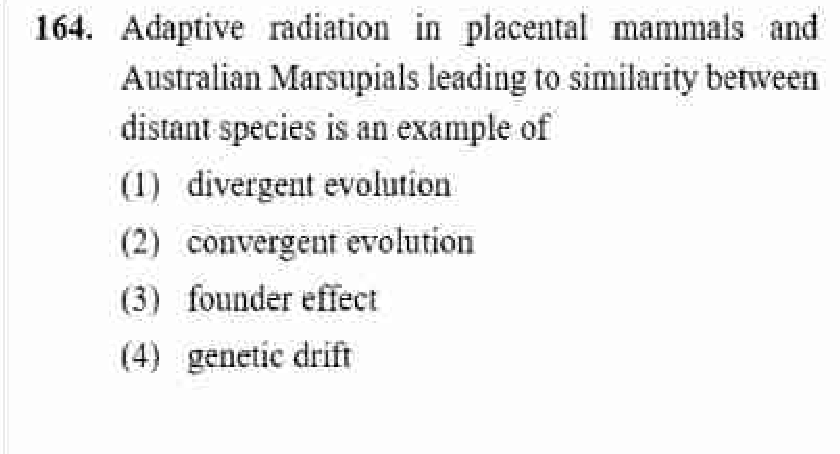 164. Adaptive radiation in placental mammals and
Australian Marsupials leading to similarity between
distant species is an example of
(1) divergent evolution
(2) convergent evolution
(3) founder effect
(4) genetic drift